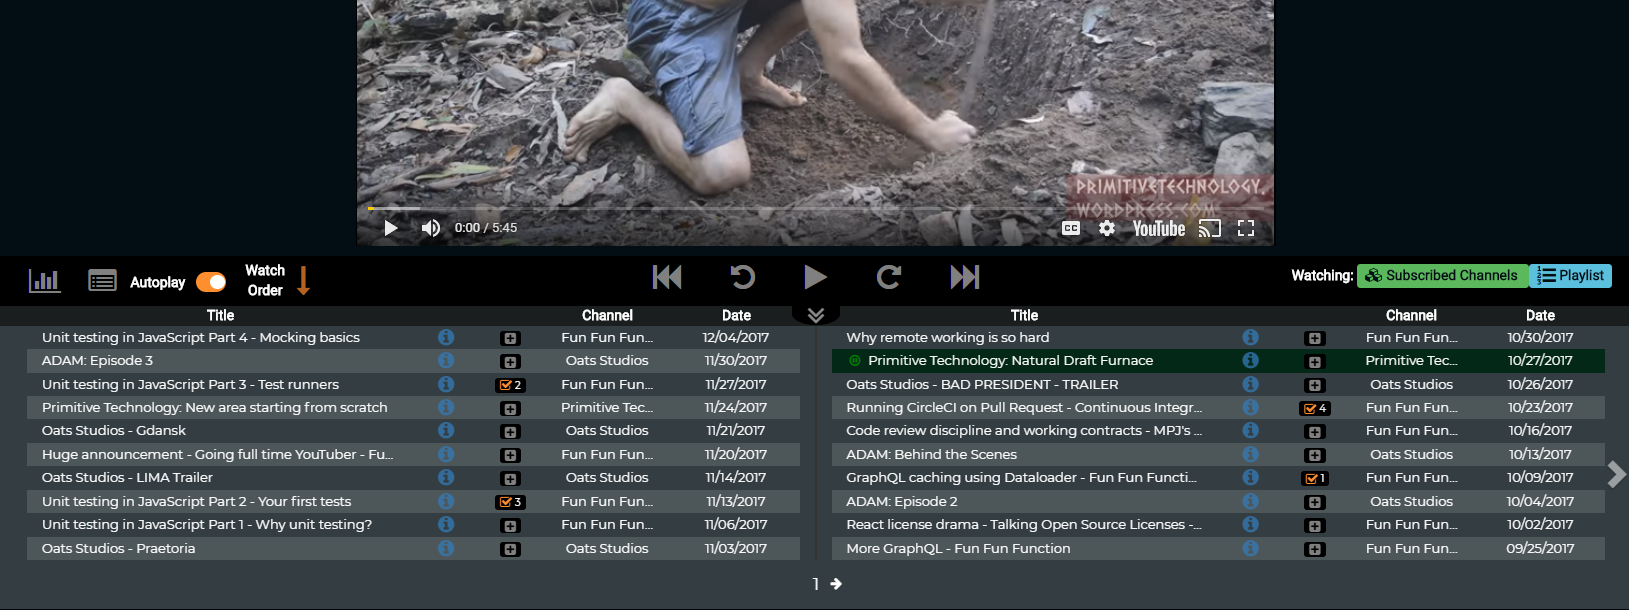 PRIMITIVETECHNOLOGY.
WORDPRESS.COM
0:00 / 5:45
CC
YouTube
Autoplay
Watch
Order
Watching: Subscribed Channels Playlist
Title Channel Date
Unit testing in JavaScript Part 4 - Mocking basics Fun Fun Fun... 12/04/2017
ADAM: Episode 3 Oats Studios 11/30/2017
Unit testing in JavaScript Part 3 - Test runners 2 Fun Fun Fun... 11/27/2017
Primitive Technology: New area starting from scratch Primitive Tec... 11/24/2017
Oats Studios - Gdansk Oats Studios 11/21/2017
Huge announcement - Going full time YouTuber - Fu... Fun Fun Fun... 11/20/2017
Oats Studios - LIMA Trailer Oats Studios 11/14/2017
Unit testing in JavaScript Part 2 - Your first tests 3 Fun Fun Fun... 11/13/2017
Unit testing in JavaScript Part 1 - Why unit testing? Fun Fun Fun... 11/06/2017
Oats Studios - Praetoria Oats Studios 11/03/2017
Title Channel Date
Why remote working is so hard Fun Fun Fun... 10/30/2017
Primitive Technology: Natural Draft Furnace Primitive Tec... 10/27/2017
Oats Studios - BAD PRESIDENT - TRAILER Oats Studios 10/26/2017
Running CircleCI on Pull Request - Continuous Integr... 4 Fun Fun Fun... 10/23/2017
Code review discipline and working contracts - MPJ's ... Fun Fun Fun... 10/16/2017
ADAM: Behind the Scenes Oats Studios 10/13/2017
GraphQL caching using Dataloader - Fun Fun Functi... 1 Fun Fun Fun... 10/09/2017
ADAM: Episode 2 Oats Studios 10/04/2017
React license drama - Talking Open Source Licenses -... Fun Fun Fun... 10/02/2017
More GraphQL - Fun Fun Function Fun Fun Fun... 09/25/2017
1